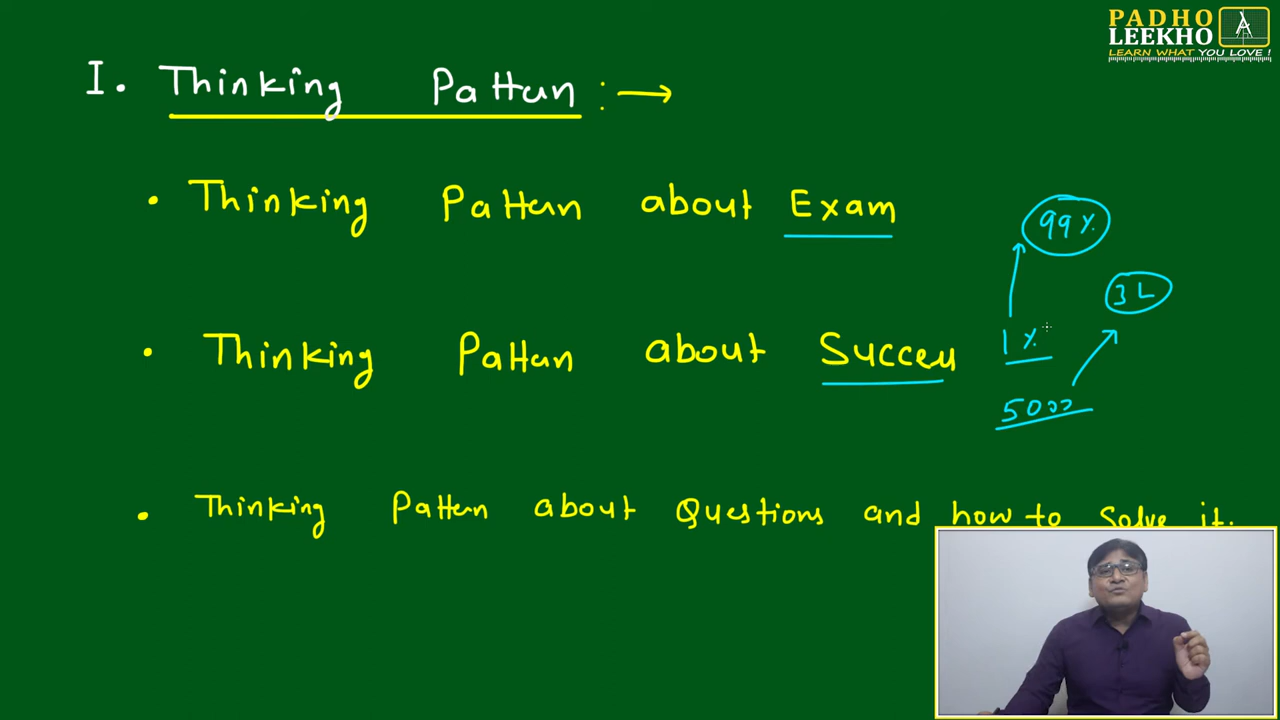 PADHO
LEEKHO
LEARN WHAT YOU LOVE !
I. Thinking Pattern :→
• Thinking Pattern about Exam
99%
3L
• Thinking Pattern about Success
1%
5000
• Thinking Pattern about Questions and how to solve it.